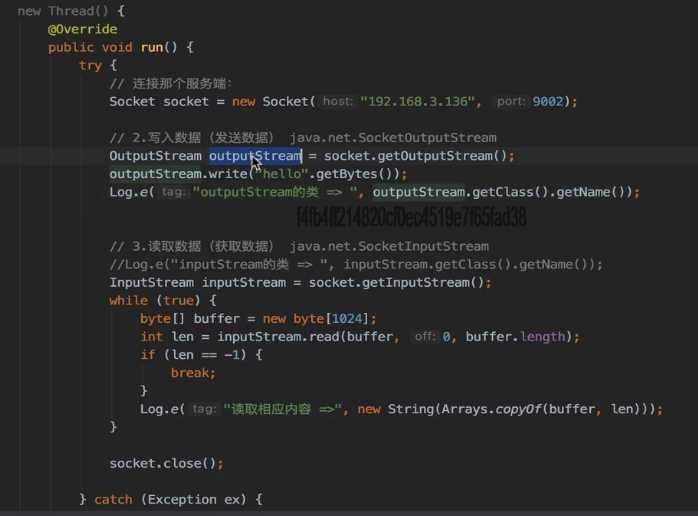 new Thread() {
@Override
public void run() {
try {
// 连接那个服务端:
Socket socket = new Socket( host: "192.168.3.136", port: 9002);
// 2.写入数据（发送数据） java.net.SocketOutputStream
OutputStream outputStream = socket.getOutputStream();
outputStream.write("hello".getBytes());
Log.e( tag: "outputStream的类 => ", outputStream.getClass().getName());
f4fb4ff214820cf0ec4519e7f65fad38
// 3.读取数据（获取数据） java.net.SocketInputStream
//Log.e("inputStream的类 => ", inputStream.getClass().getName());
InputStream inputStream = socket.getInputStream();
while (true) {
byte[] buffer = new byte[1024];
int len = inputStream.read(buffer, off: 0, buffer.length);
if (len == -1) {
break;
}
Log.e( tag: "读取相应内容 =>", new String(Arrays.copyOf(buffer, len)));
}
socket.close();
} catch (Exception ex) {